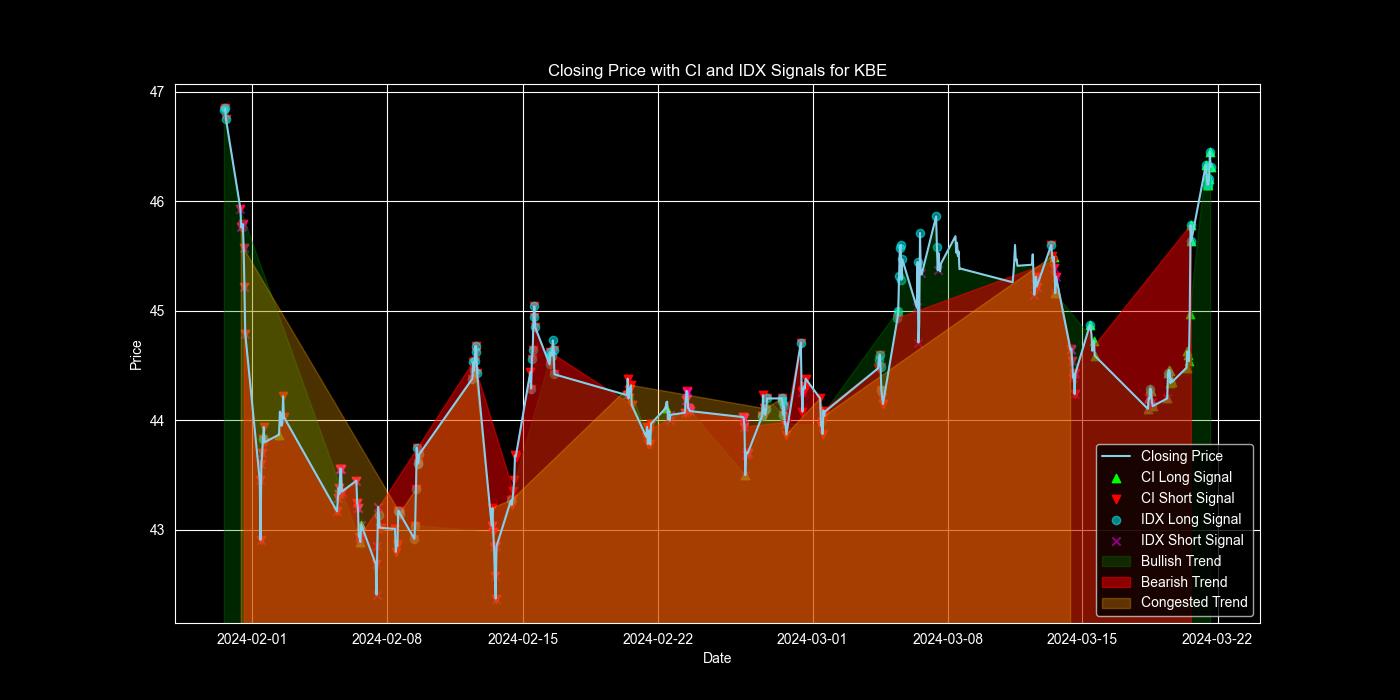 Closing Price with CI and IDX Signals for KBE
47
46
45
44
43
Price
2024-02-01
2024-02-08
2024-02-15
2024-02-22
2024-03-01
2024-03-08
2024-03-15
2024-03-22
Date
Closing Price
CI Long Signal
CI Short Signal
IDX Long Signal
IDX Short Signal
Bullish Trend
Bearish Trend
Congested Trend